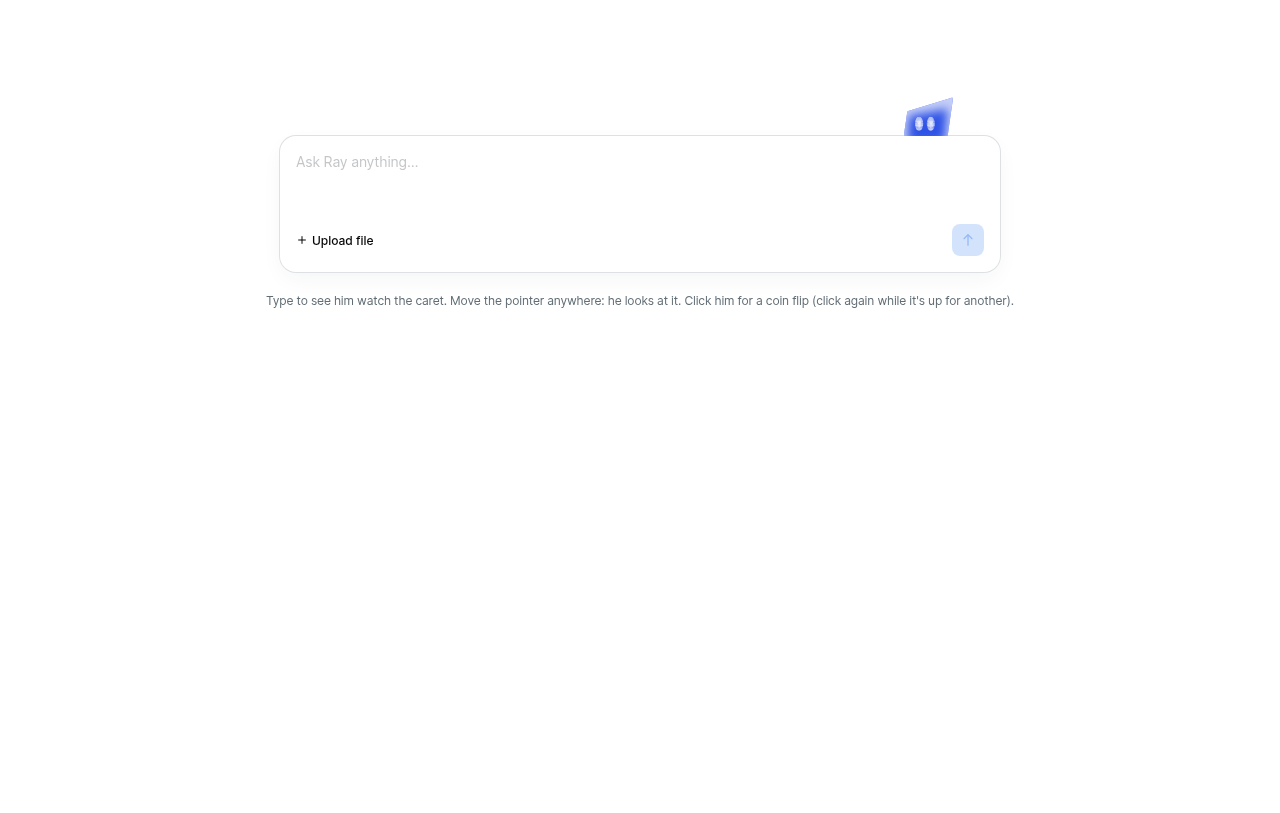 Ask Ray anything...
+ Upload file
Type to see him watch the caret. Move the pointer anywhere: he looks at it. Click him for a coin flip (click again while it's up for another).